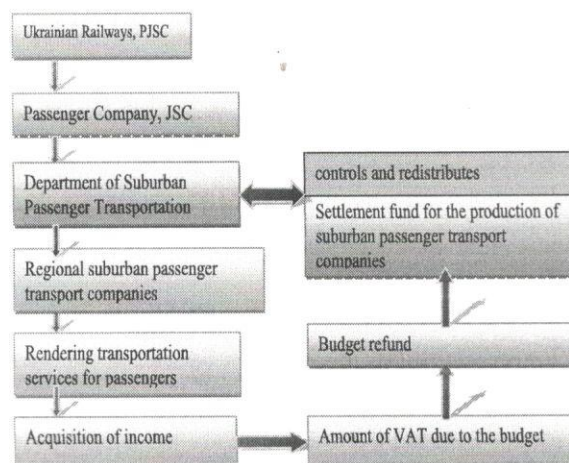 Ukrainian Railways, PJSC
Passenger Company, JSC
Department of Suburban
Passenger Transportation
controls and redistributes
Settlement fund for the production of
suburban passenger transport
companies
Regional suburban passenger
transport companies
Rendering transportation
services for passengers
Budget refund
Acquisition of income
Amount of VAT due to the budget